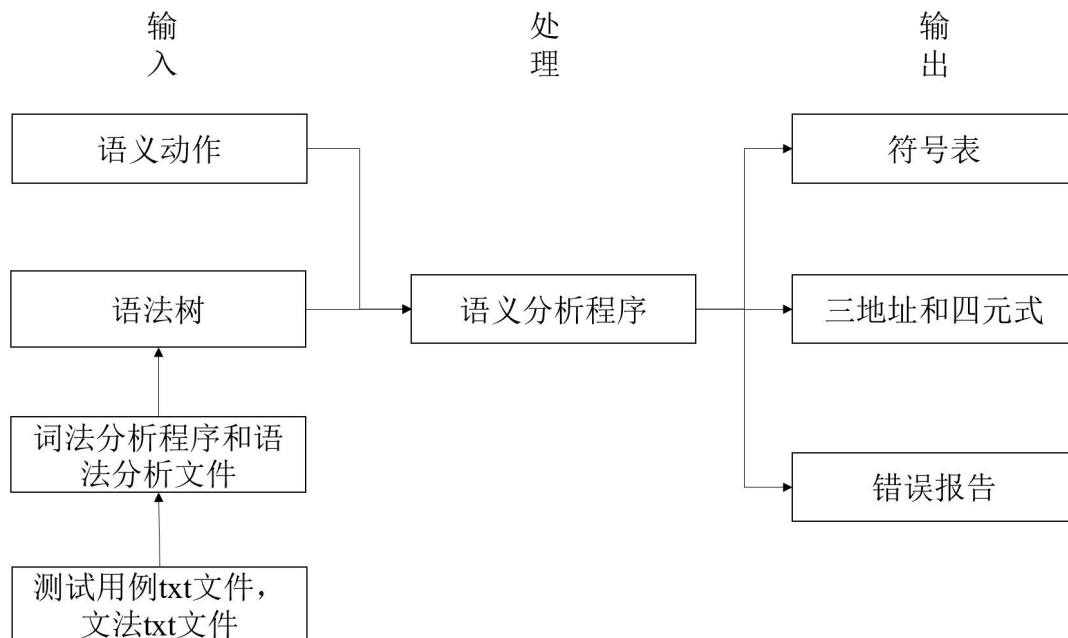 输
入
处
理
输
出
语义动作
符号表
语法树
语义分析程序
三地址和四元式
词法分析程序和语
法分析文件
错误报告
测试用例txt文件，
文法txt文件